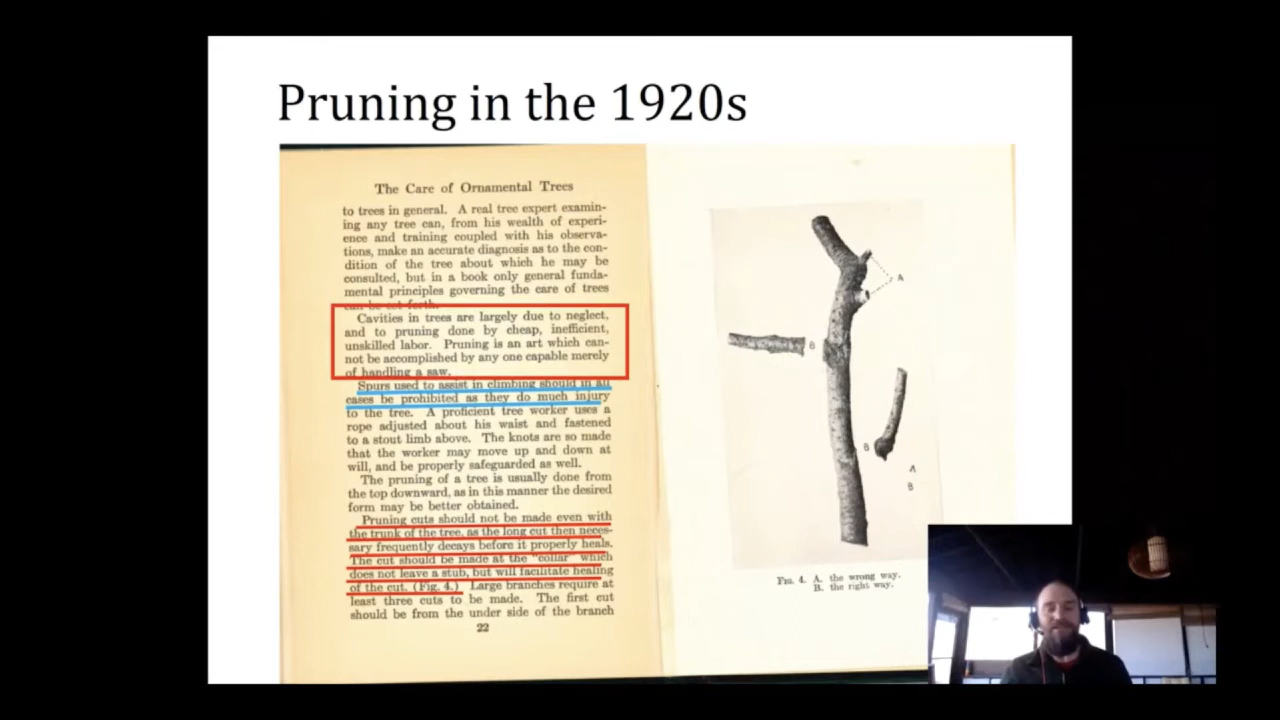 Pruning in the 1920s
The Care of Ornamental Trees
to trees in general. A real tree expert examin-
ing any tree can, from his wealth of experi-
ence and training coupled with his observa-
tions, make an accurate diagnosis as to the con-
dition of the tree about which he may be
consulted, but in a book only general funda-
mental principles governing the care of trees
can be set forth.
Cavities in trees are largely due to neglect,
and to pruning done by cheap, inefficient,
unskilled labor. Pruning is an art which can-
not be accomplished by any one capable merely
of handling a saw.
Spurs used to assist in climbing should in all
cases be prohibited as they do much injury
to the tree. A proficient tree worker uses a
rope adjusted about his waist and fastened
to a stout limb above. The knots are so made
that the worker may move up and down at
will, and be properly safeguarded as well.
The pruning of a tree is usually done from
the top downward, as in this manner the desired
form may be better obtained.
Pruning cuts should not be made even with
the trunk of the tree, as the long cut then neces-
sary frequently decays before it properly heals.
The cut should be made at the "collar" which
does not leave a stub, but will facilitate healing
of the cut. (Fig. 4.) Large branches require at
least three cuts to be made. The first cut
should be from the under side of the branch
22
A
B
B
A
B
Fig. 4. A. the wrong way.
B. the right way.